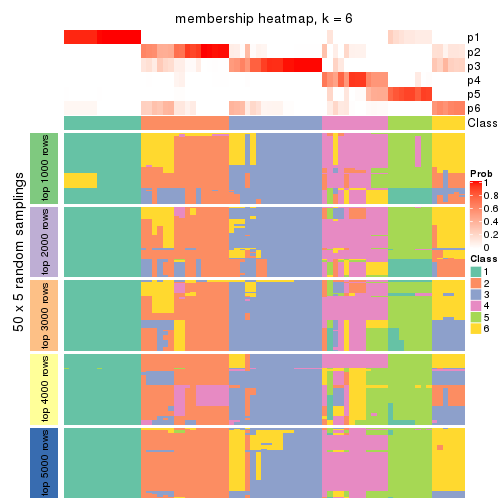 membership heatmap, k = 6
p1
p2
p3
p4
p5
p6
Class
50 x 5 random samplings
top 1000 rows
top 2000 rows
top 3000 rows
top 4000 rows
top 5000 rows
Prob
1
0.8
0.6
0.4
0.2
0
Class
1
2
3
4
5
6